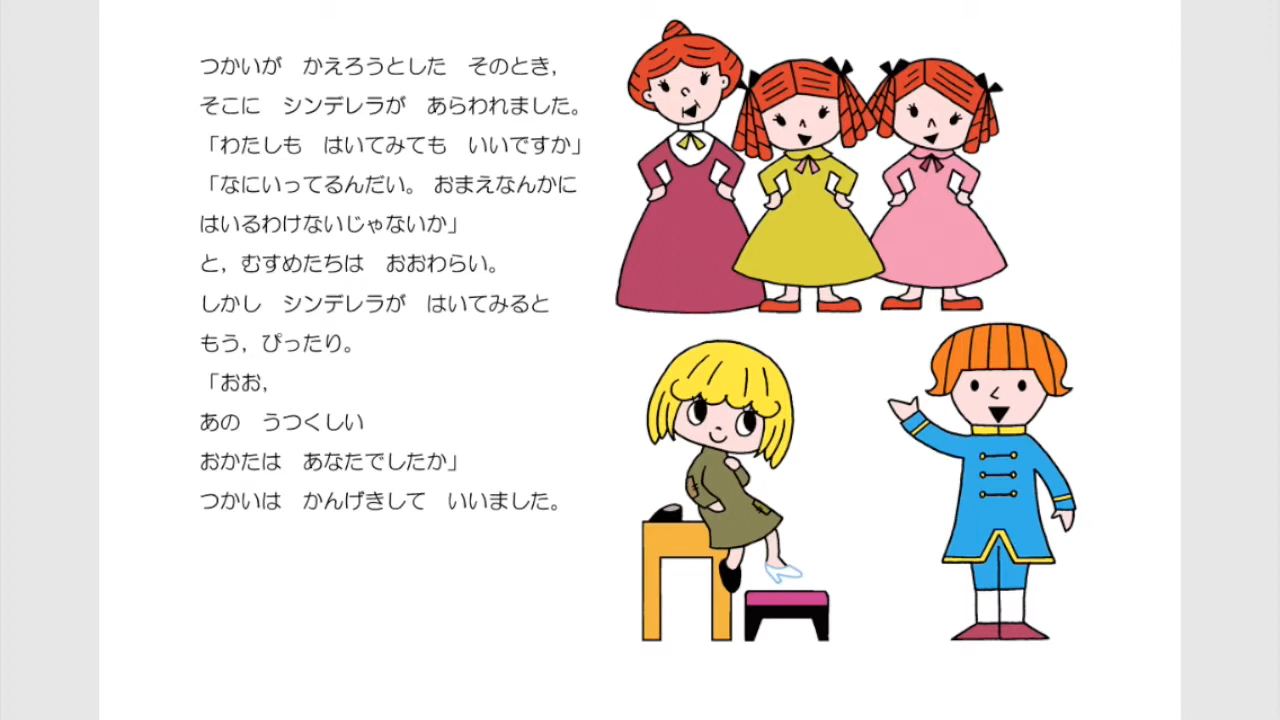 つかいが　かえろうとした　そのとき，
そこに　シンデレラが　あらわれました。
「わたしも　はいてみても　いいですか」
「なにいってるんだい。 おまえなんかに
はいるわけないじゃないか」
と，むすめたちは　おおわらい。
しかし　シンデレラが　はいてみると
もう，ぴったり。
「おお，
あの　うつくしい
おかたは　あなたでしたか」
つかいは　かんげきして　いいました。